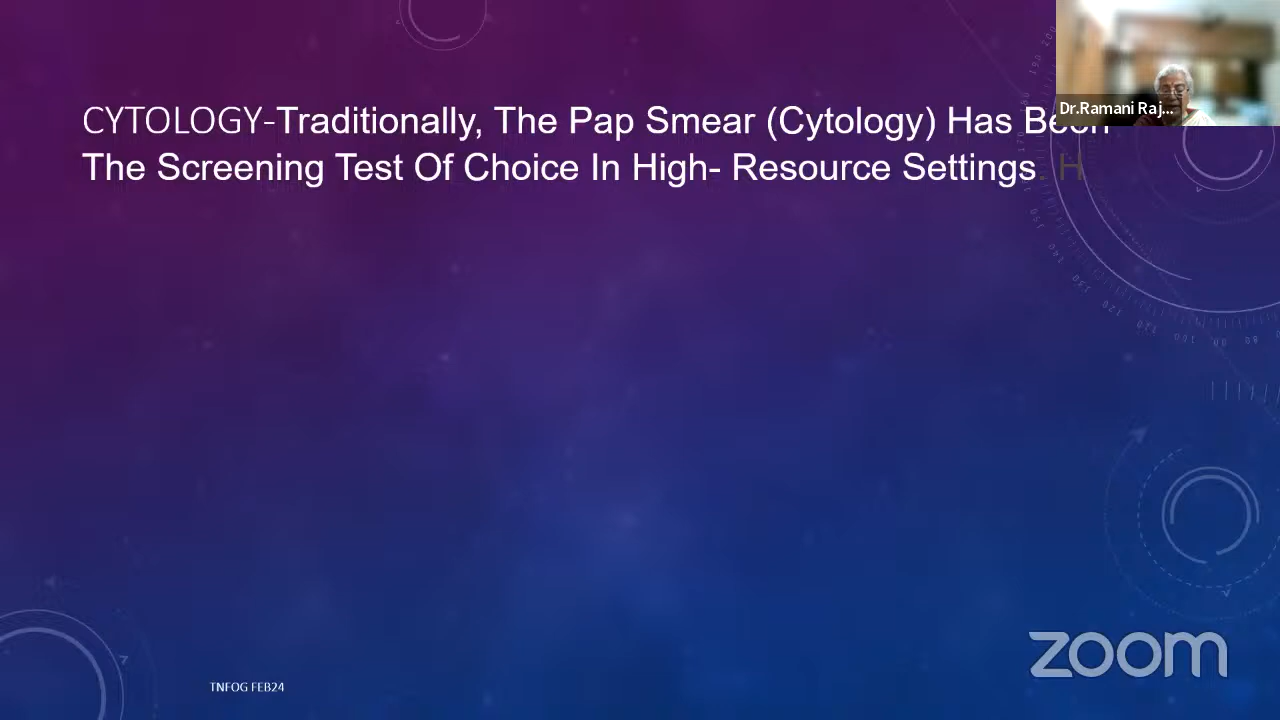 CYTOLOGY-Traditionally, The Pap Smear (Cytology) Has Been
The Screening Test Of Choice In High- Resource Settings. H
Dr.Ramani Raj...
TNFOG FEB24
zoom